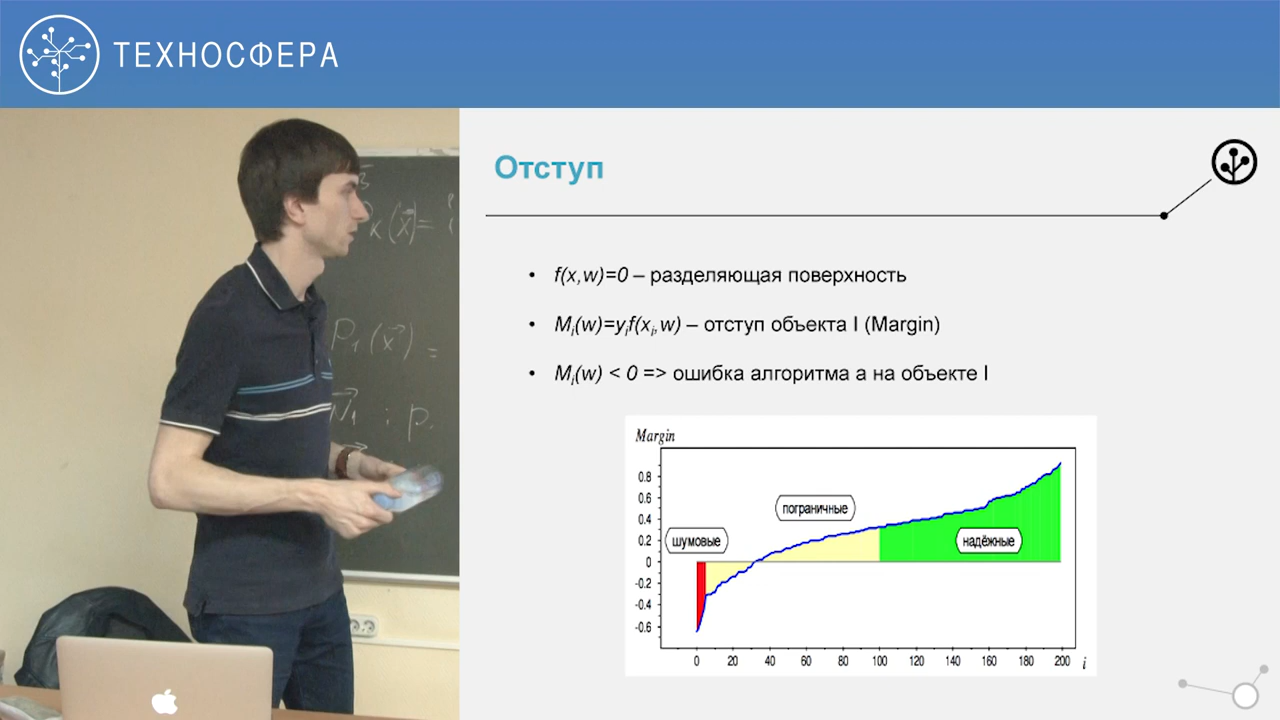 ТЕХНОСФЕРА
Отступ
• f(x,w)=0 – разделяющая поверхность
• Mi(w)=yif(xi,w) – отступ объекта I (Margin)
• Mi(w) < 0 => ошибка алгоритма a на объекте I
Margin
0.8
0.6
пограничные
0.4
0.2
шумовые
надёжные
0
-0.2
-0.4
-0.6
0 20 40 60 80 100 120 140 160 180 200 i
x(x)=
P1(x) =